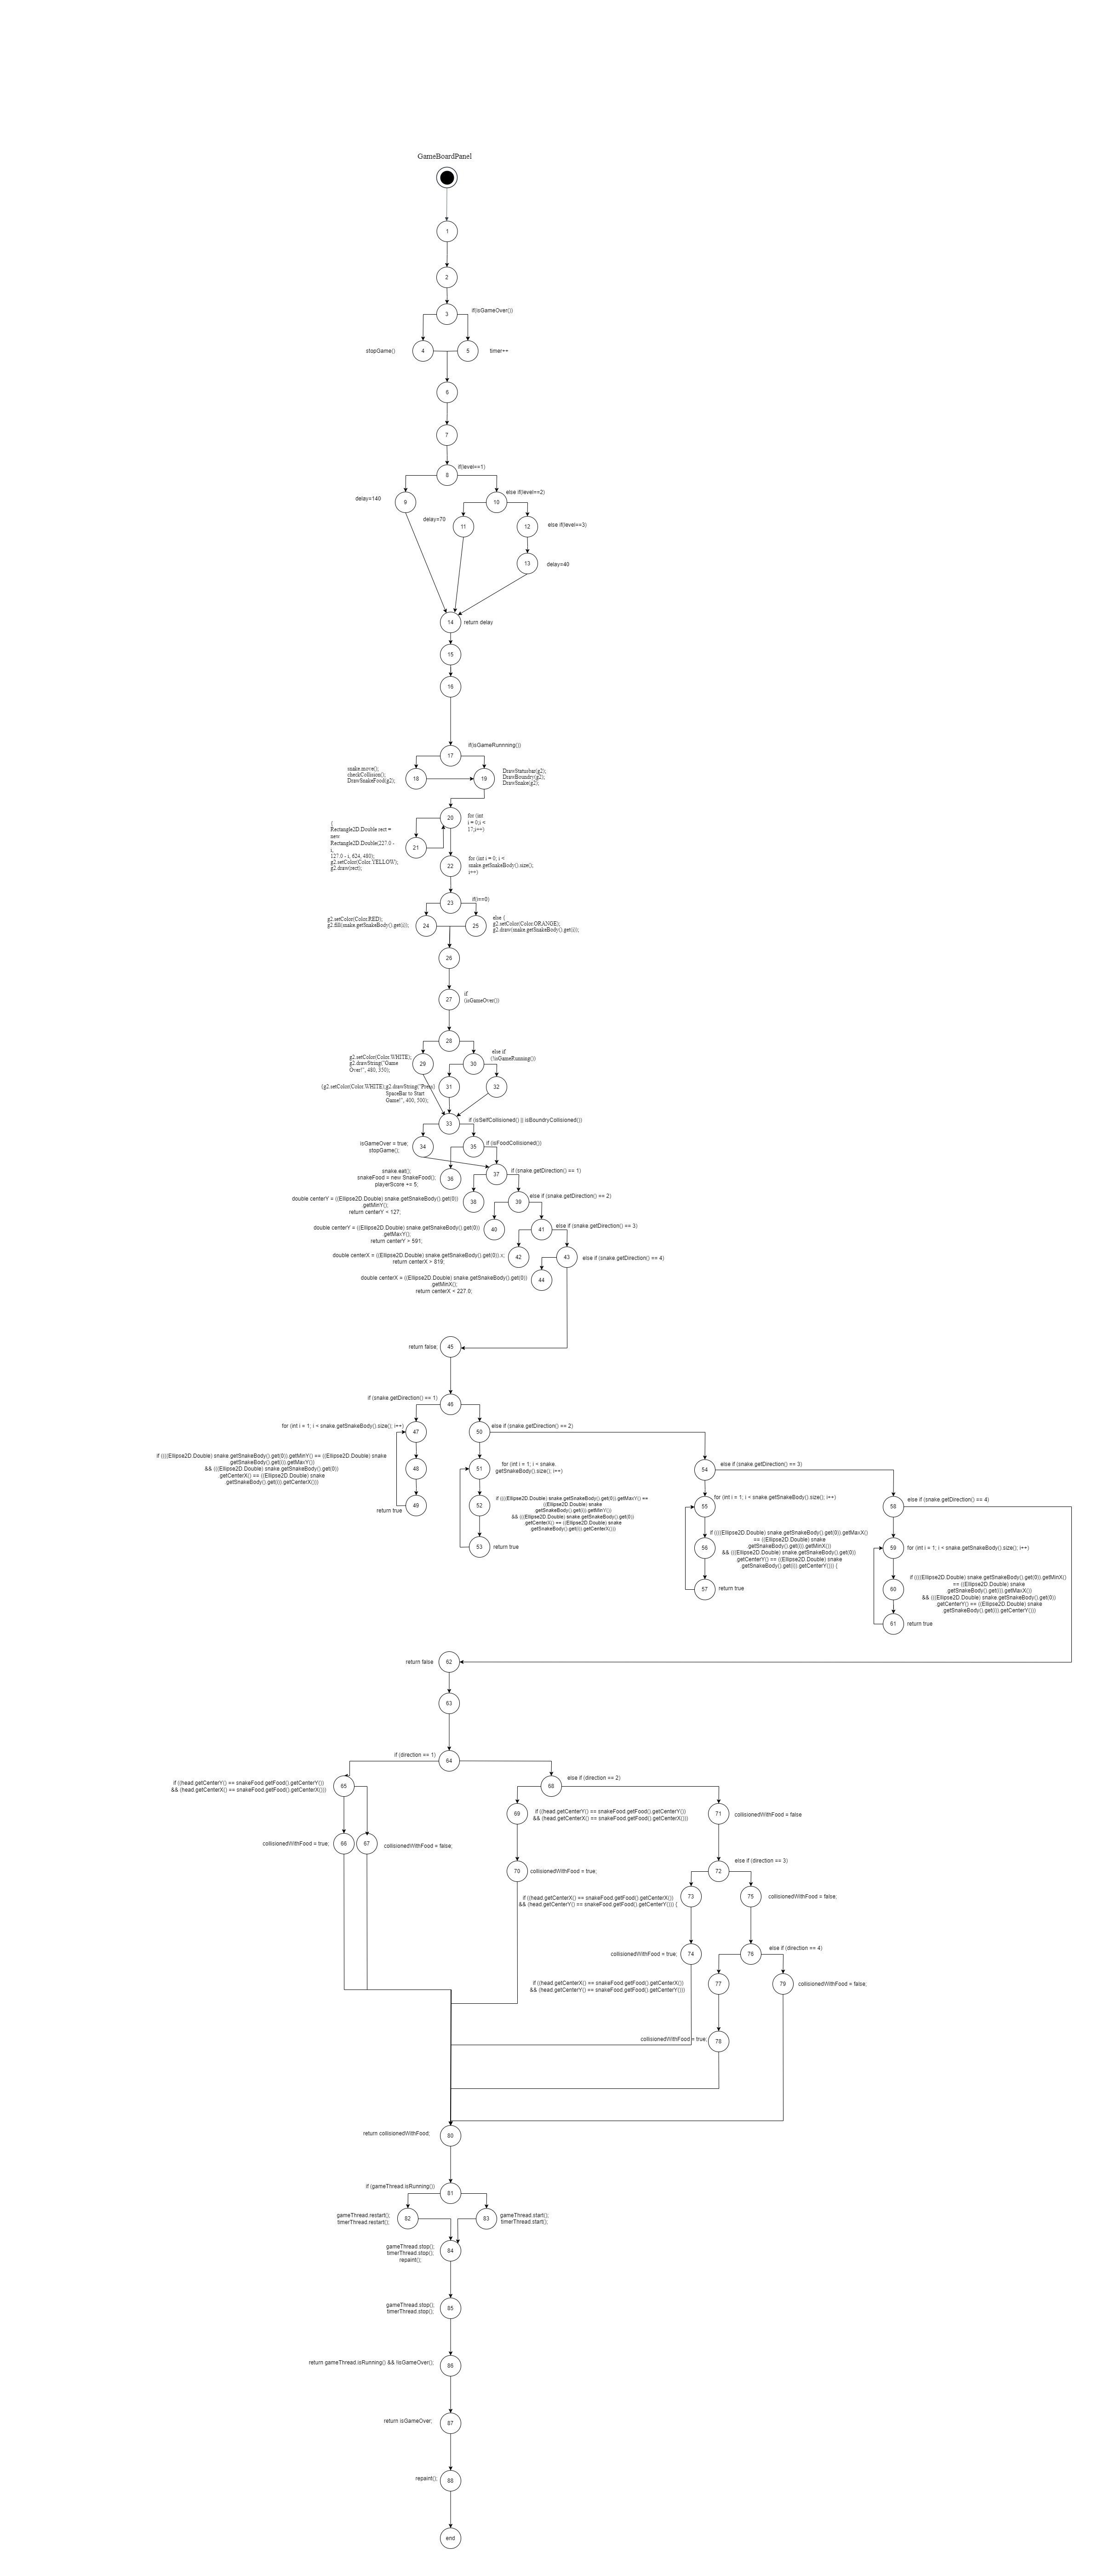 GameBoardPanel
1
2
3
if(isGameOver())
stopGame()
4
5
timer++
6
7
8
if(level==1)
delay=140
9
10
else if(level==2)
delay=70
11
12
else if(level==3)
13
delay=40
14
return delay
15
16
if(isGameRunnning())
17
snake.move();
checkCollision();
DrawSnakeFood(g2);
18
19
DrawStatusbar(g2);
DrawBoundry(g2);
DrawSnake(g2);
20
for (int
i = 0;i <
17;i++)
{
Rectangle2D.Double rect =
new
Rectangle2D.Double(227.0 -
i,
127.0 - i, 624, 480);
g2.setColor(Color.YELLOW);
g2.draw(rect);
21
22
for (int i = 0; i <
snake.getSnakeBody().size();
i++)
23
if(i==0)
g2.setColor(Color.RED);
g2.fill(snake.getSnakeBody().get(i));
24
25
else {
g2.setColor(Color.ORANGE);
g2.draw(snake.getSnakeBody().get(i));
26
27
if
(isGameOver())
28
g2.setColor(Color.WHITE);
g2.drawString("Game
Over!", 480, 350);
29
30
else if
(!isGameRunning())
{g2.setColor(Color.WHITE);g2.drawString("Press
SpaceBar to Start
Game!", 400, 500);
31
32
33
if (isSelfCollisioned() || isBoundryCollisioned())
isGameOver = true;
stopGame();
34
35
if (isFoodCollisioned())
snake.eat();
snakeFood = new SnakeFood();
playerScore += 5;
36
37
if (snake.getDirection() == 1)
double centerY = ((Ellipse2D.Double) snake.getSnakeBody().get(0))
.getMinY();
return centerY < 127;
38
39
else if (snake.getDirection() == 2)
double centerY = ((Ellipse2D.Double) snake.getSnakeBody().get(0))
.getMaxY();
return centerY > 591;
40
41
else if (snake.getDirection() == 3)
double centerX = ((Ellipse2D.Double) snake.getSnakeBody().get(0)).x;
return centerX > 819;
42
43
else if (snake.getDirection() == 4)
double centerX = ((Ellipse2D.Double) snake.getSnakeBody().get(0))
.getMinX();
return centerX < 227.0;
44
return false;
45
if (snake.getDirection() == 1)
46
for (int i = 1; i < snake.getSnakeBody().size(); i++)
47
50
else if (snake.getDirection() == 2)
if ((((Ellipse2D.Double) snake.getSnakeBody().get(0)).getMinY() == ((Ellipse2D.Double) snake
.getSnakeBody().get(i)).getMaxY())
&& (((Ellipse2D.Double) snake.getSnakeBody().get(0))
.getCenterX() == ((Ellipse2D.Double) snake
.getSnakeBody().get(i)).getCenterX()))
48
return true
49
51
for (int i = 1; i < snake.
getSnakeBody().size(); i++)
52
if ((((Ellipse2D.Double) snake.getSnakeBody().get(0)).getMaxY() ==
((Ellipse2D.Double) snake
.getSnakeBody().get(i)).getMinY())
&& (((Ellipse2D.Double) snake.getSnakeBody().get(0))
.getCenterX() == ((Ellipse2D.Double) snake
.getSnakeBody().get(i)).getCenterX()))
53
return true
54
else if (snake.getDirection() == 3)
55
for (int i = 1; i < snake.getSnakeBody().size(); i++)
56
if ((((Ellipse2D.Double) snake.getSnakeBody().get(0)).getMaxX()
== ((Ellipse2D.Double) snake
.getSnakeBody().get(i)).getMinX())
&& (((Ellipse2D.Double) snake.getSnakeBody().get(0))
.getCenterY() == ((Ellipse2D.Double) snake
.getSnakeBody().get(i)).getCenterY())) {
57
return true
58
else if (snake.getDirection() == 4)
59
for (int i = 1; i < snake.getSnakeBody().size(); i++)
60
if ((((Ellipse2D.Double) snake.getSnakeBody().get(0)).getMinX()
== ((Ellipse2D.Double) snake
.getSnakeBody().get(i)).getMaxX())
&& (((Ellipse2D.Double) snake.getSnakeBody().get(0))
.getCenterY() == ((Ellipse2D.Double) snake
.getSnakeBody().get(i)).getCenterY()))
61
return true
return false
62
63
if (direction == 1)
64
if ((head.getCenterY() == snakeFood.getFood().getCenterY())
&& (head.getCenterX() == snakeFood.getFood().getCenterX()))
65
68
else if (direction == 2)
collisionedWithFood = true;
66
67
collisionedWithFood = false;
69
if ((head.getCenterY() == snakeFood.getFood().getCenterY())
&& (head.getCenterX() == snakeFood.getFood().getCenterX()))
71
collisionedWithFood = false
70
collisionedWithFood = true;
72
else if (direction == 3)
if ((head.getCenterX() == snakeFood.getFood().getCenterX())
&& (head.getCenterY() == snakeFood.getFood().getCenterY())) {
73
75
collisionedWithFood = false;
collisionedWithFood = true;
74
76
else if (direction == 4)
if ((head.getCenterX() == snakeFood.getFood().getCenterX())
&& (head.getCenterY() == snakeFood.getFood().getCenterY()))
77
79
collisionedWithFood = false;
collisionedWithFood = true;
78
return collisionedWithFood;
80
if (gameThread.isRunning())
81
gameThread.restart();
timerThread.restart();
82
83
gameThread.start();
timerThread.start();
gameThread.stop();
timerThread.stop();
repaint();
84
gameThread.stop();
timerThread.stop();
85
return gameThread.isRunning() && !isGameOver();
86
return isGameOver;
87
repaint();
88
end